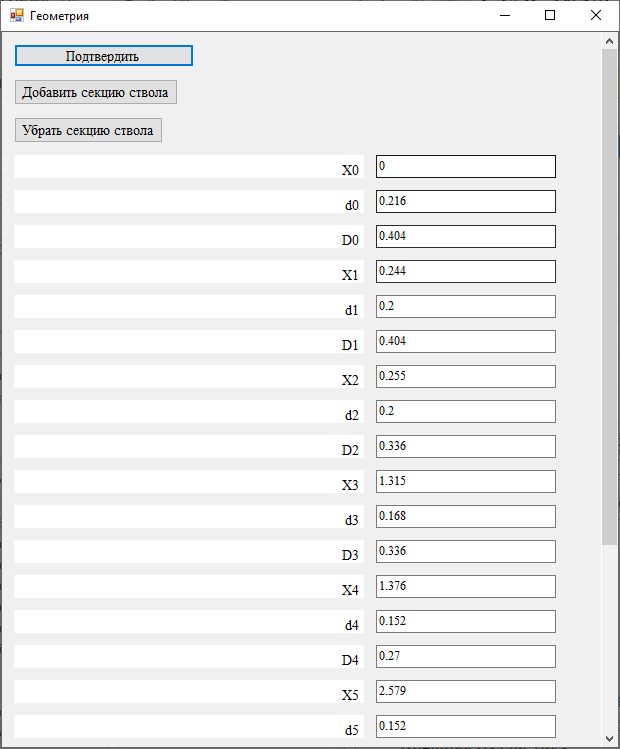 Геометрия
Подтвердить
Добавить секцию ствола
Убрать секцию ствола
X0 0
d0 0.216
D0 0.404
X1 0.244
d1 0.2
D1 0.404
X2 0.255
d2 0.2
D2 0.336
X3 1.315
d3 0.168
D3 0.336
X4 1.376
d4 0.152
D4 0.27
X5 2.579
d5 0.152